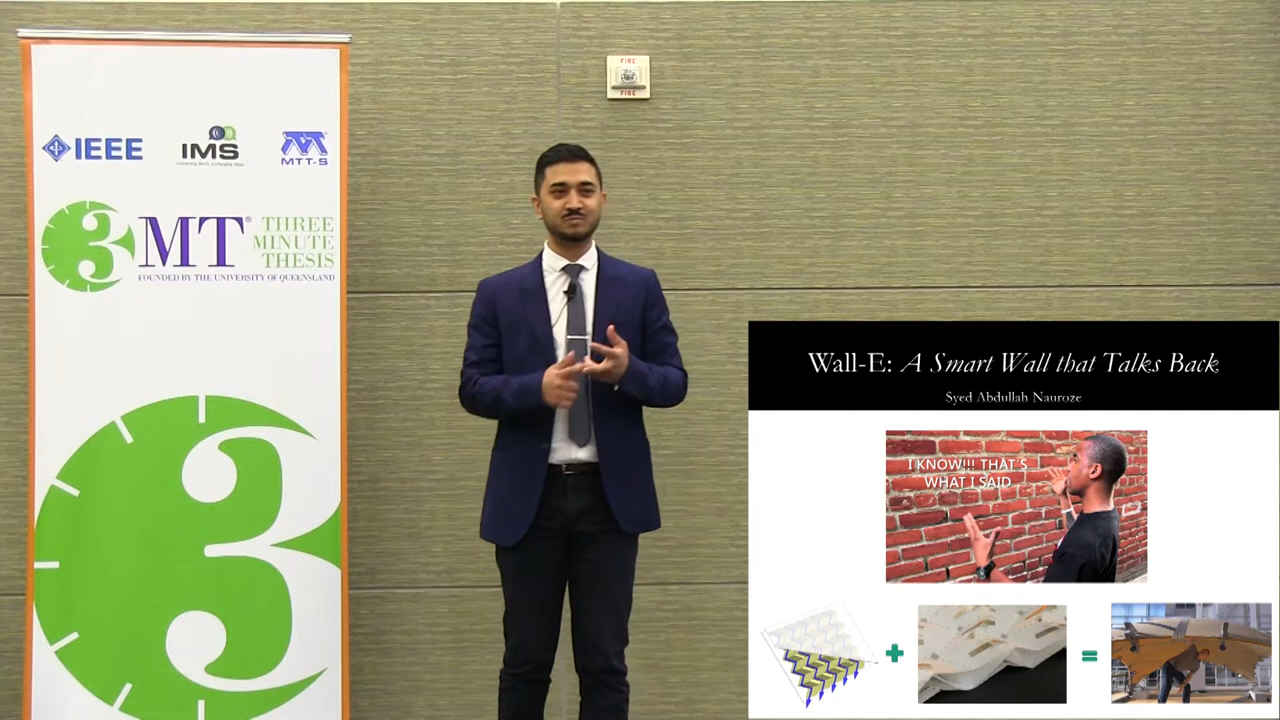 FIRE
FIRE
IEEE
IMS
MTT-S
3MT®
THREE
MINUTE
THESIS
FOUNDED BY THE UNIVERSITY OF QUEENSLAND
3
Wall-E: A Smart Wall that Talks Back
Syed Abdullah Nauroze
I KNOW!!! THAT'S
WHAT I SAID
+
=